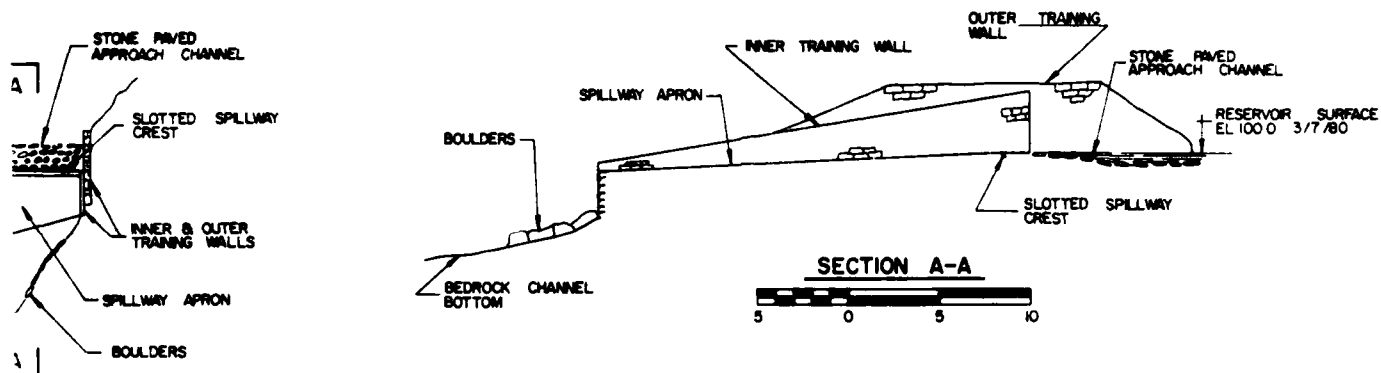 STONE PAVED
APPROACH CHANNEL
A
SLOTTED SPILLWAY
CREST
INNER & OUTER
TRAINING WALLS
SPILLWAY APRON
BOULDERS
OUTER TRAINING
WALL
INNER TRAINING WALL
STONE PAVED
APPROACH CHANNEL
SPILLWAY APRON
RESERVOIR SURFACE
EL 100 0 3/7/80
BOULDERS
SLOTTED SPILLWAY
CREST
BEDROCK CHANNEL
BOTTOM
SECTION A-A
5 0 5 10